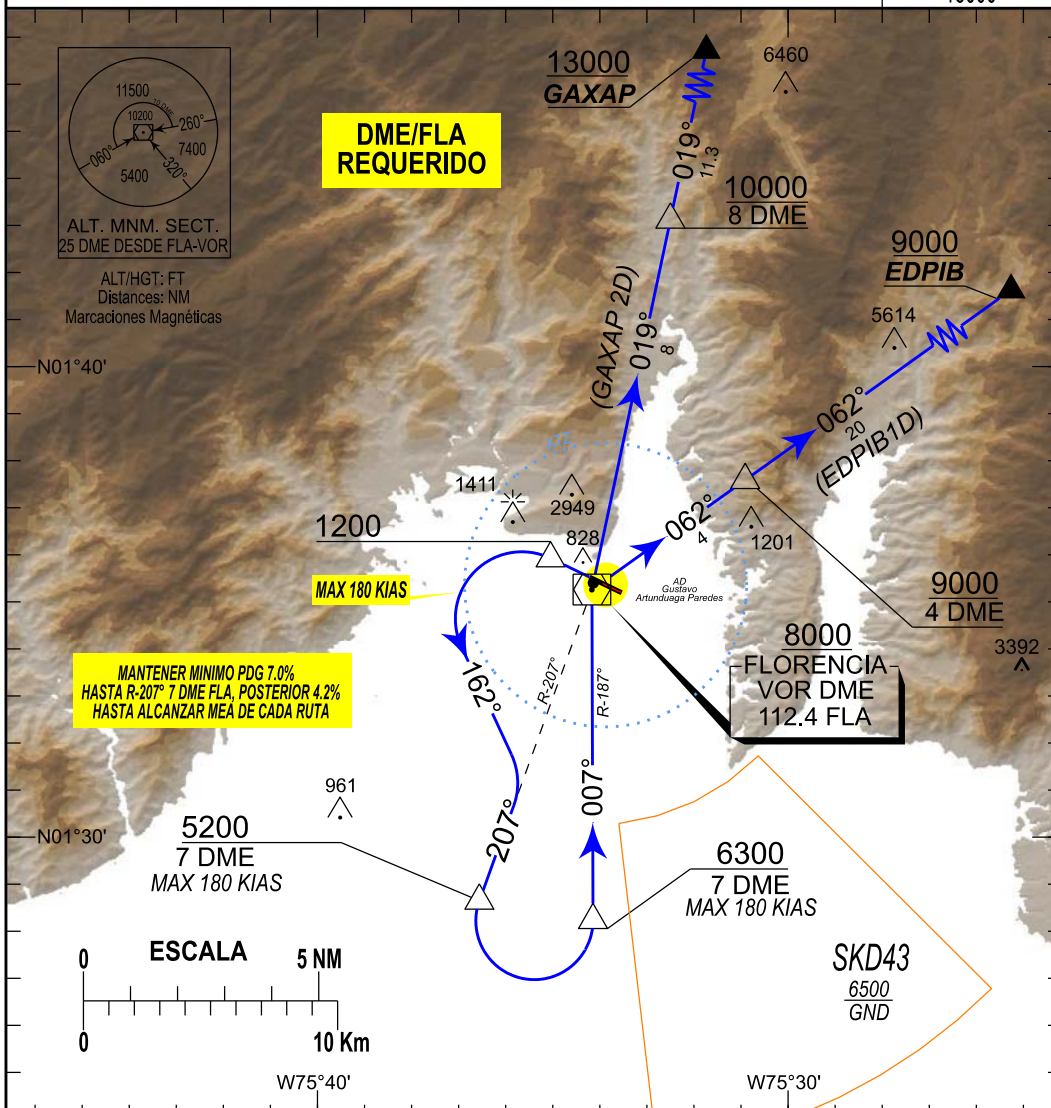 13000
GAXAP
6460
11500
10 DME
10200
260°
060°
7400
320°
5400
ALT. MNM. SECT.
25 DME DESDE FLA-VOR
ALT/HGT: FT
Distances: NM
Marcaciones Magnéticas
DME/FLA
REQUERIDO
019°
11.3
10000
8 DME
9000
EDPIB
5614
(GAXAP 2D)
019°
8
N01°40'
062°
20
(EDPIB1D)
ATZ
1411
2949
828
1200
062°
4
1201
MAX 180 KIAS
AD
Gustavo
Artunduaga Paredes
9000
4 DME
3392
8000
FLORENCIA
VOR DME
112.4 FLA
MANTENER MINIMO PDG 7.0%
HASTA R-207° 7 DME FLA, POSTERIOR 4.2%
HASTA ALCANZAR MEA DE CADA RUTA
162°
R-207°
R-187°
007°
961
207°
N01°30'
5200
7 DME
MAX 180 KIAS
6300
7 DME
MAX 180 KIAS
SKD43
6500
GND
0 ESCALA 5 NM
0 10 Km
W75°40'
W75°30'